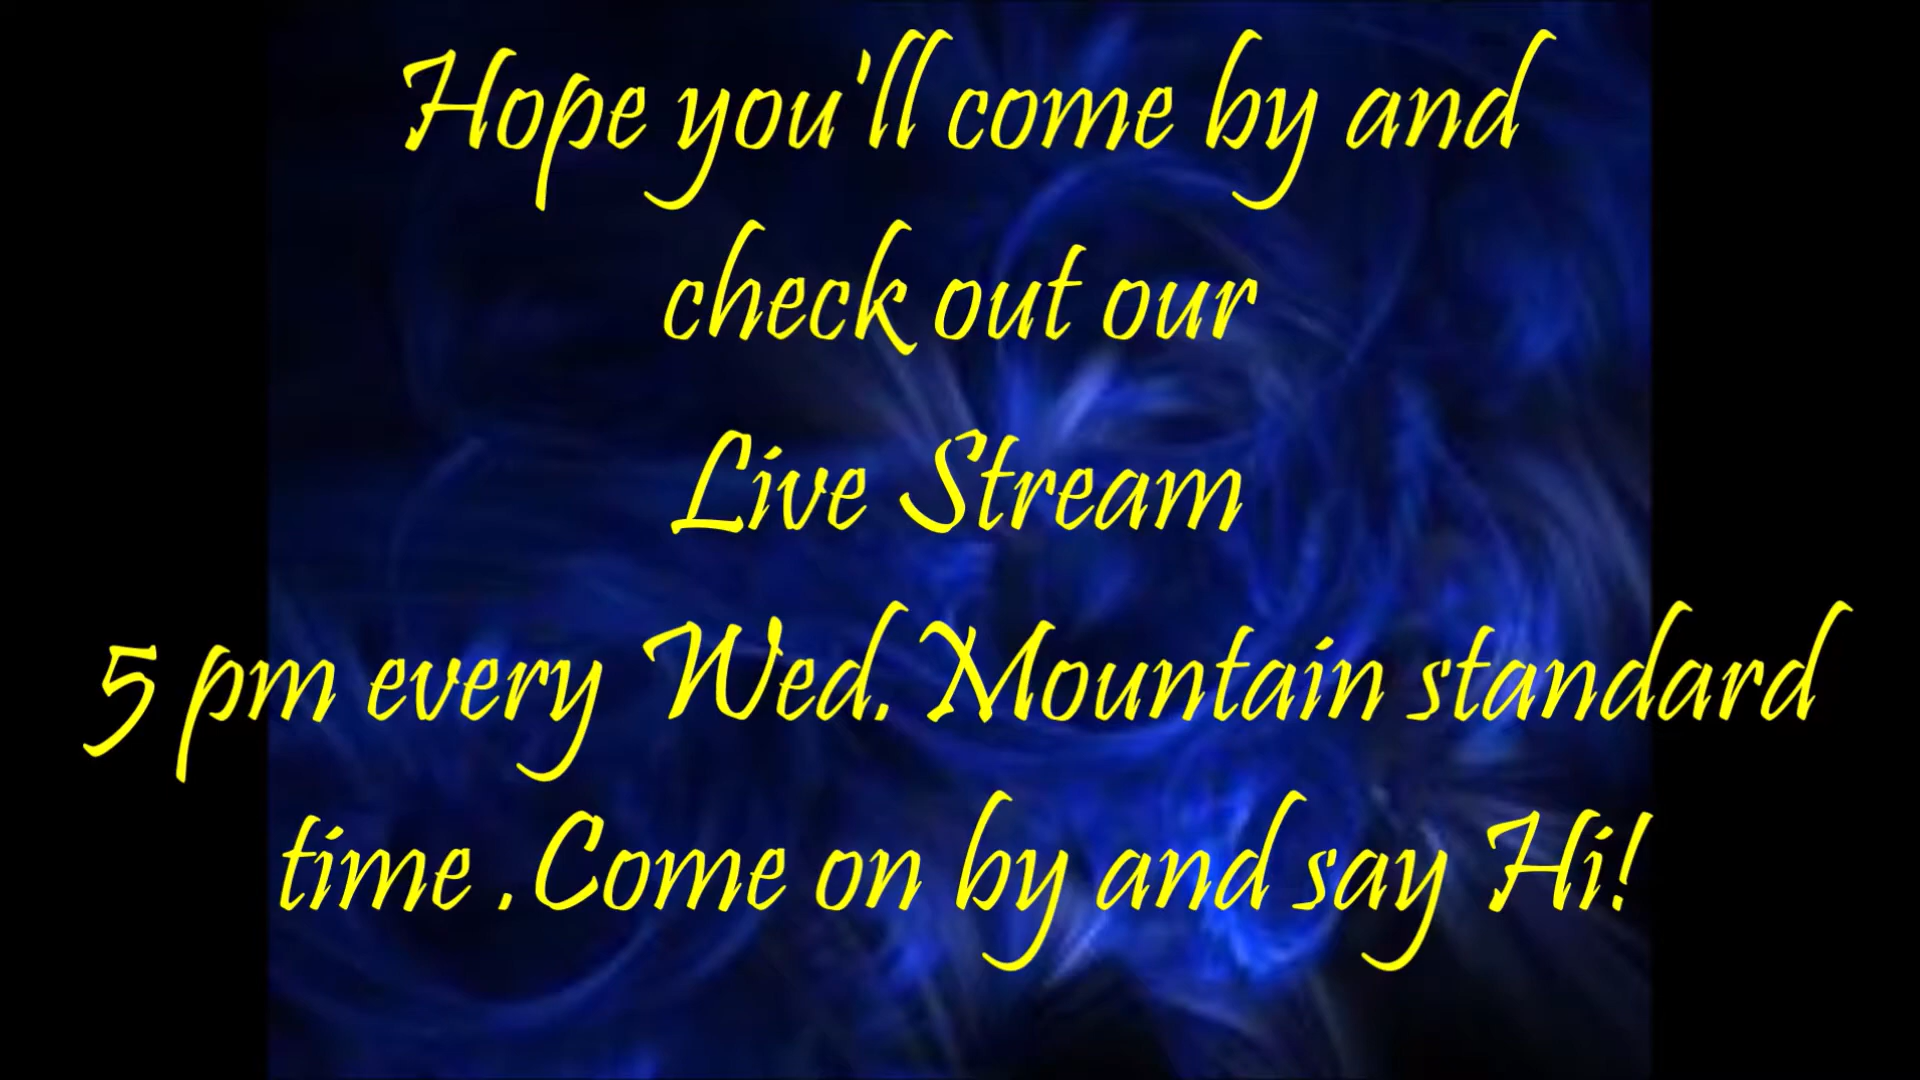 Hope you'll come by and
check out our
Live Stream
5 pm every Wed. Mountain standard
time .Come on by and say Hi!